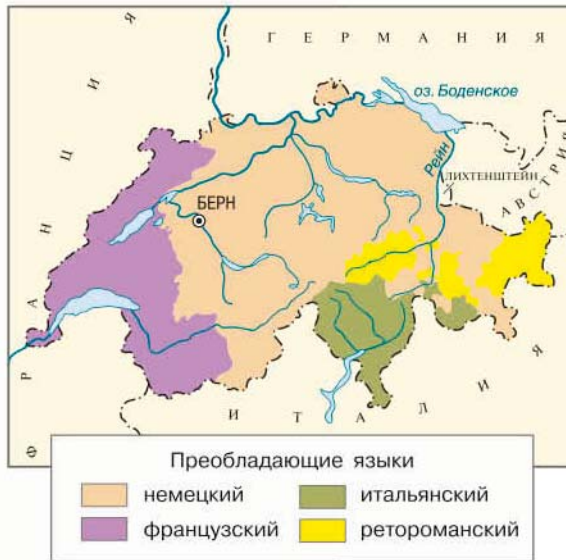 ГЕРМАНИЯ
ФРАНЦИЯ
оз. Боденское
Рейн
ЛИХТЕНШТЕЙН
АВСТРИЯ
БЕРН
ИТАЛИЯ
Преобладающие языки
немецкий
итальянский
французский
ретороманский